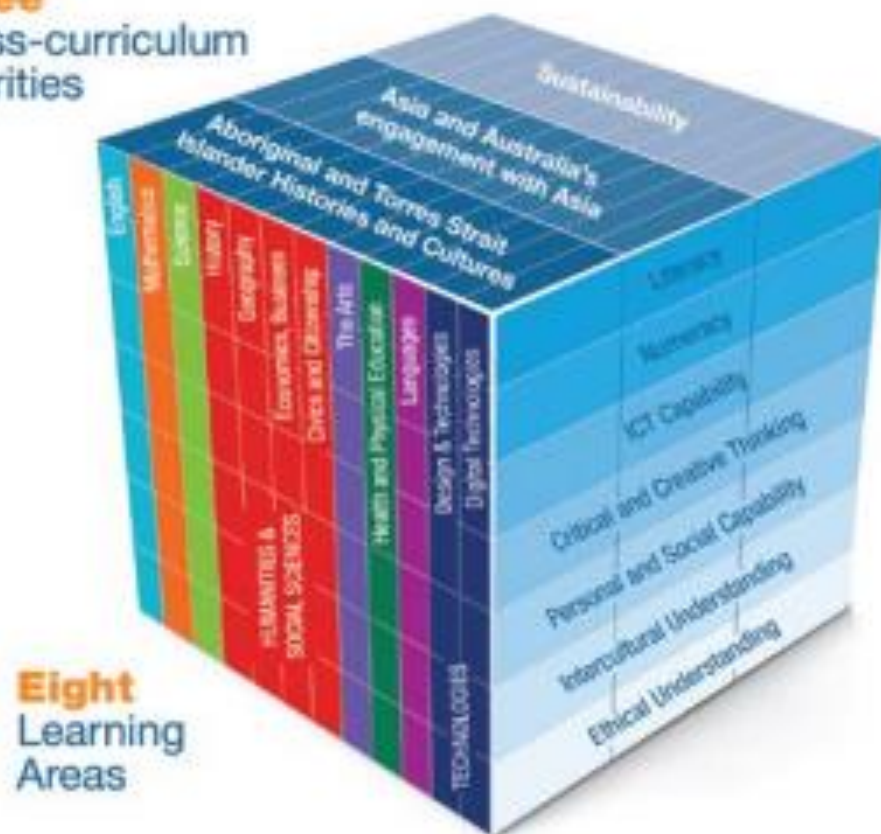 ss-curriculum
rities
Sustainability
Asia and Australia's
engagement with Asia
Aboriginal and Torres Strait
Islander Histories and Cultures
English
Mathematics
Science
History
Geography
Economics, Business
Civics and Citizenship
HUMANITIES &
SOCIAL SCIENCES
The Arts
Health and Physical Education
Languages
Design & Technologies
Digital Technologies
TECHNOLOGIES
Literacy
Numeracy
ICT Capability
Critical and Creative Thinking
Personal and Social Capability
Intercultural Understanding
Ethical Understanding
Eight
Learning
Areas